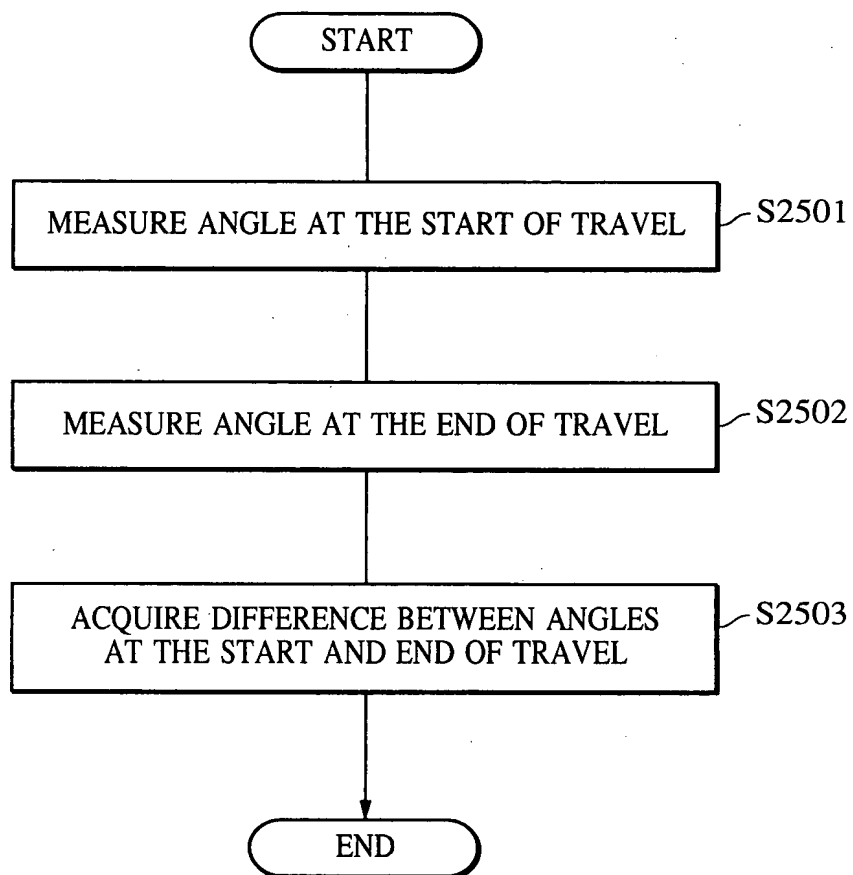 START
MEASURE ANGLE AT THE START OF TRAVEL
S2501
MEASURE ANGLE AT THE END OF TRAVEL
S2502
ACQUIRE DIFFERENCE BETWEEN ANGLES
AT THE START AND END OF TRAVEL
S2503
END